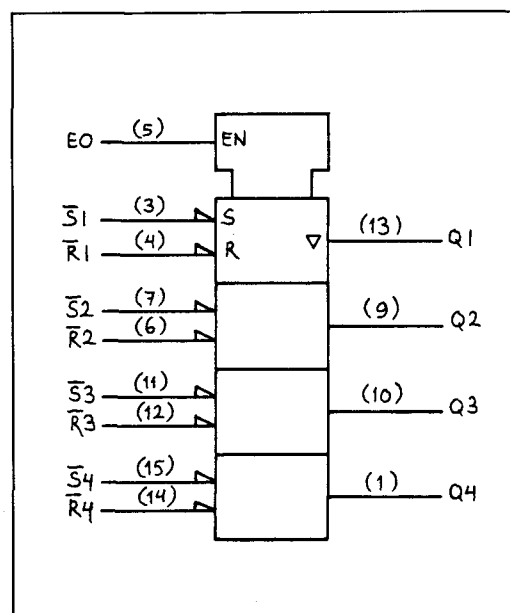 EO (5) EN
S̅1 (3) S
R̅1 (4) R ▽ (13) Q1
S̅2 (7)
R̅2 (6) (9) Q2
S̅3 (11)
R̅3 (12) (10) Q3
S̅4 (15)
R̅4 (14) (1) Q4